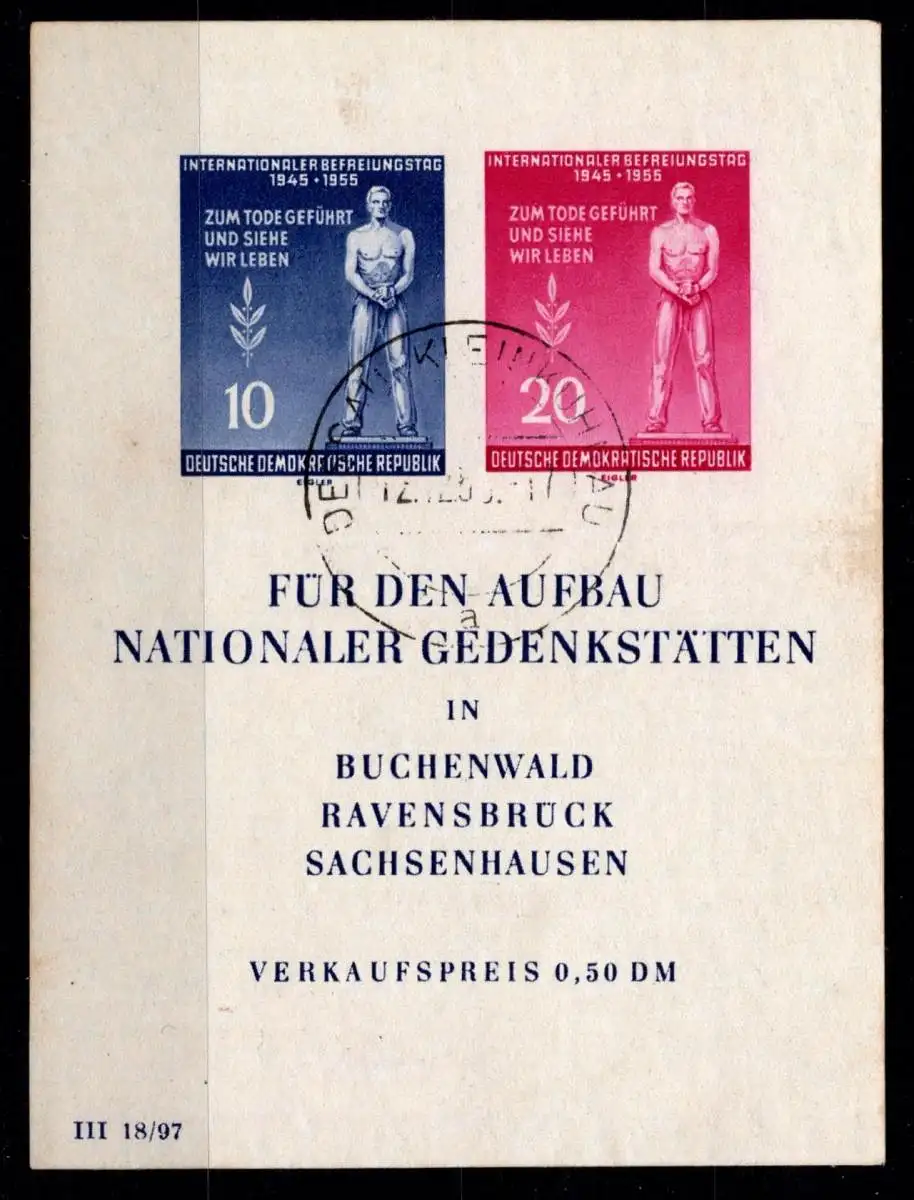 INTERNATIONALER BEFREIUNGSTAG
1945 • 1955
ZUM TODE GEFÜHRT
UND SIEHE
WIR LEBEN
10
DEUTSCHE DEMOKRATISCHE REPUBLIK
EIGLER
INTERNATIONALER BEFREIUNGSTAG
1945 • 1955
ZUM TODE GEFÜHRT
UND SIEHE
WIR LEBEN
20
DEUTSCHE DEMOKRATISCHE REPUBLIK
EIGLER
a
FÜR DEN AUFBAU
NATIONALER GEDENKSTÄTTEN
IN
BUCHENWALD
RAVENSBRÜCK
SACHSENHAUSEN
VERKAUFSPREIS 0,50 DM
III 18/97